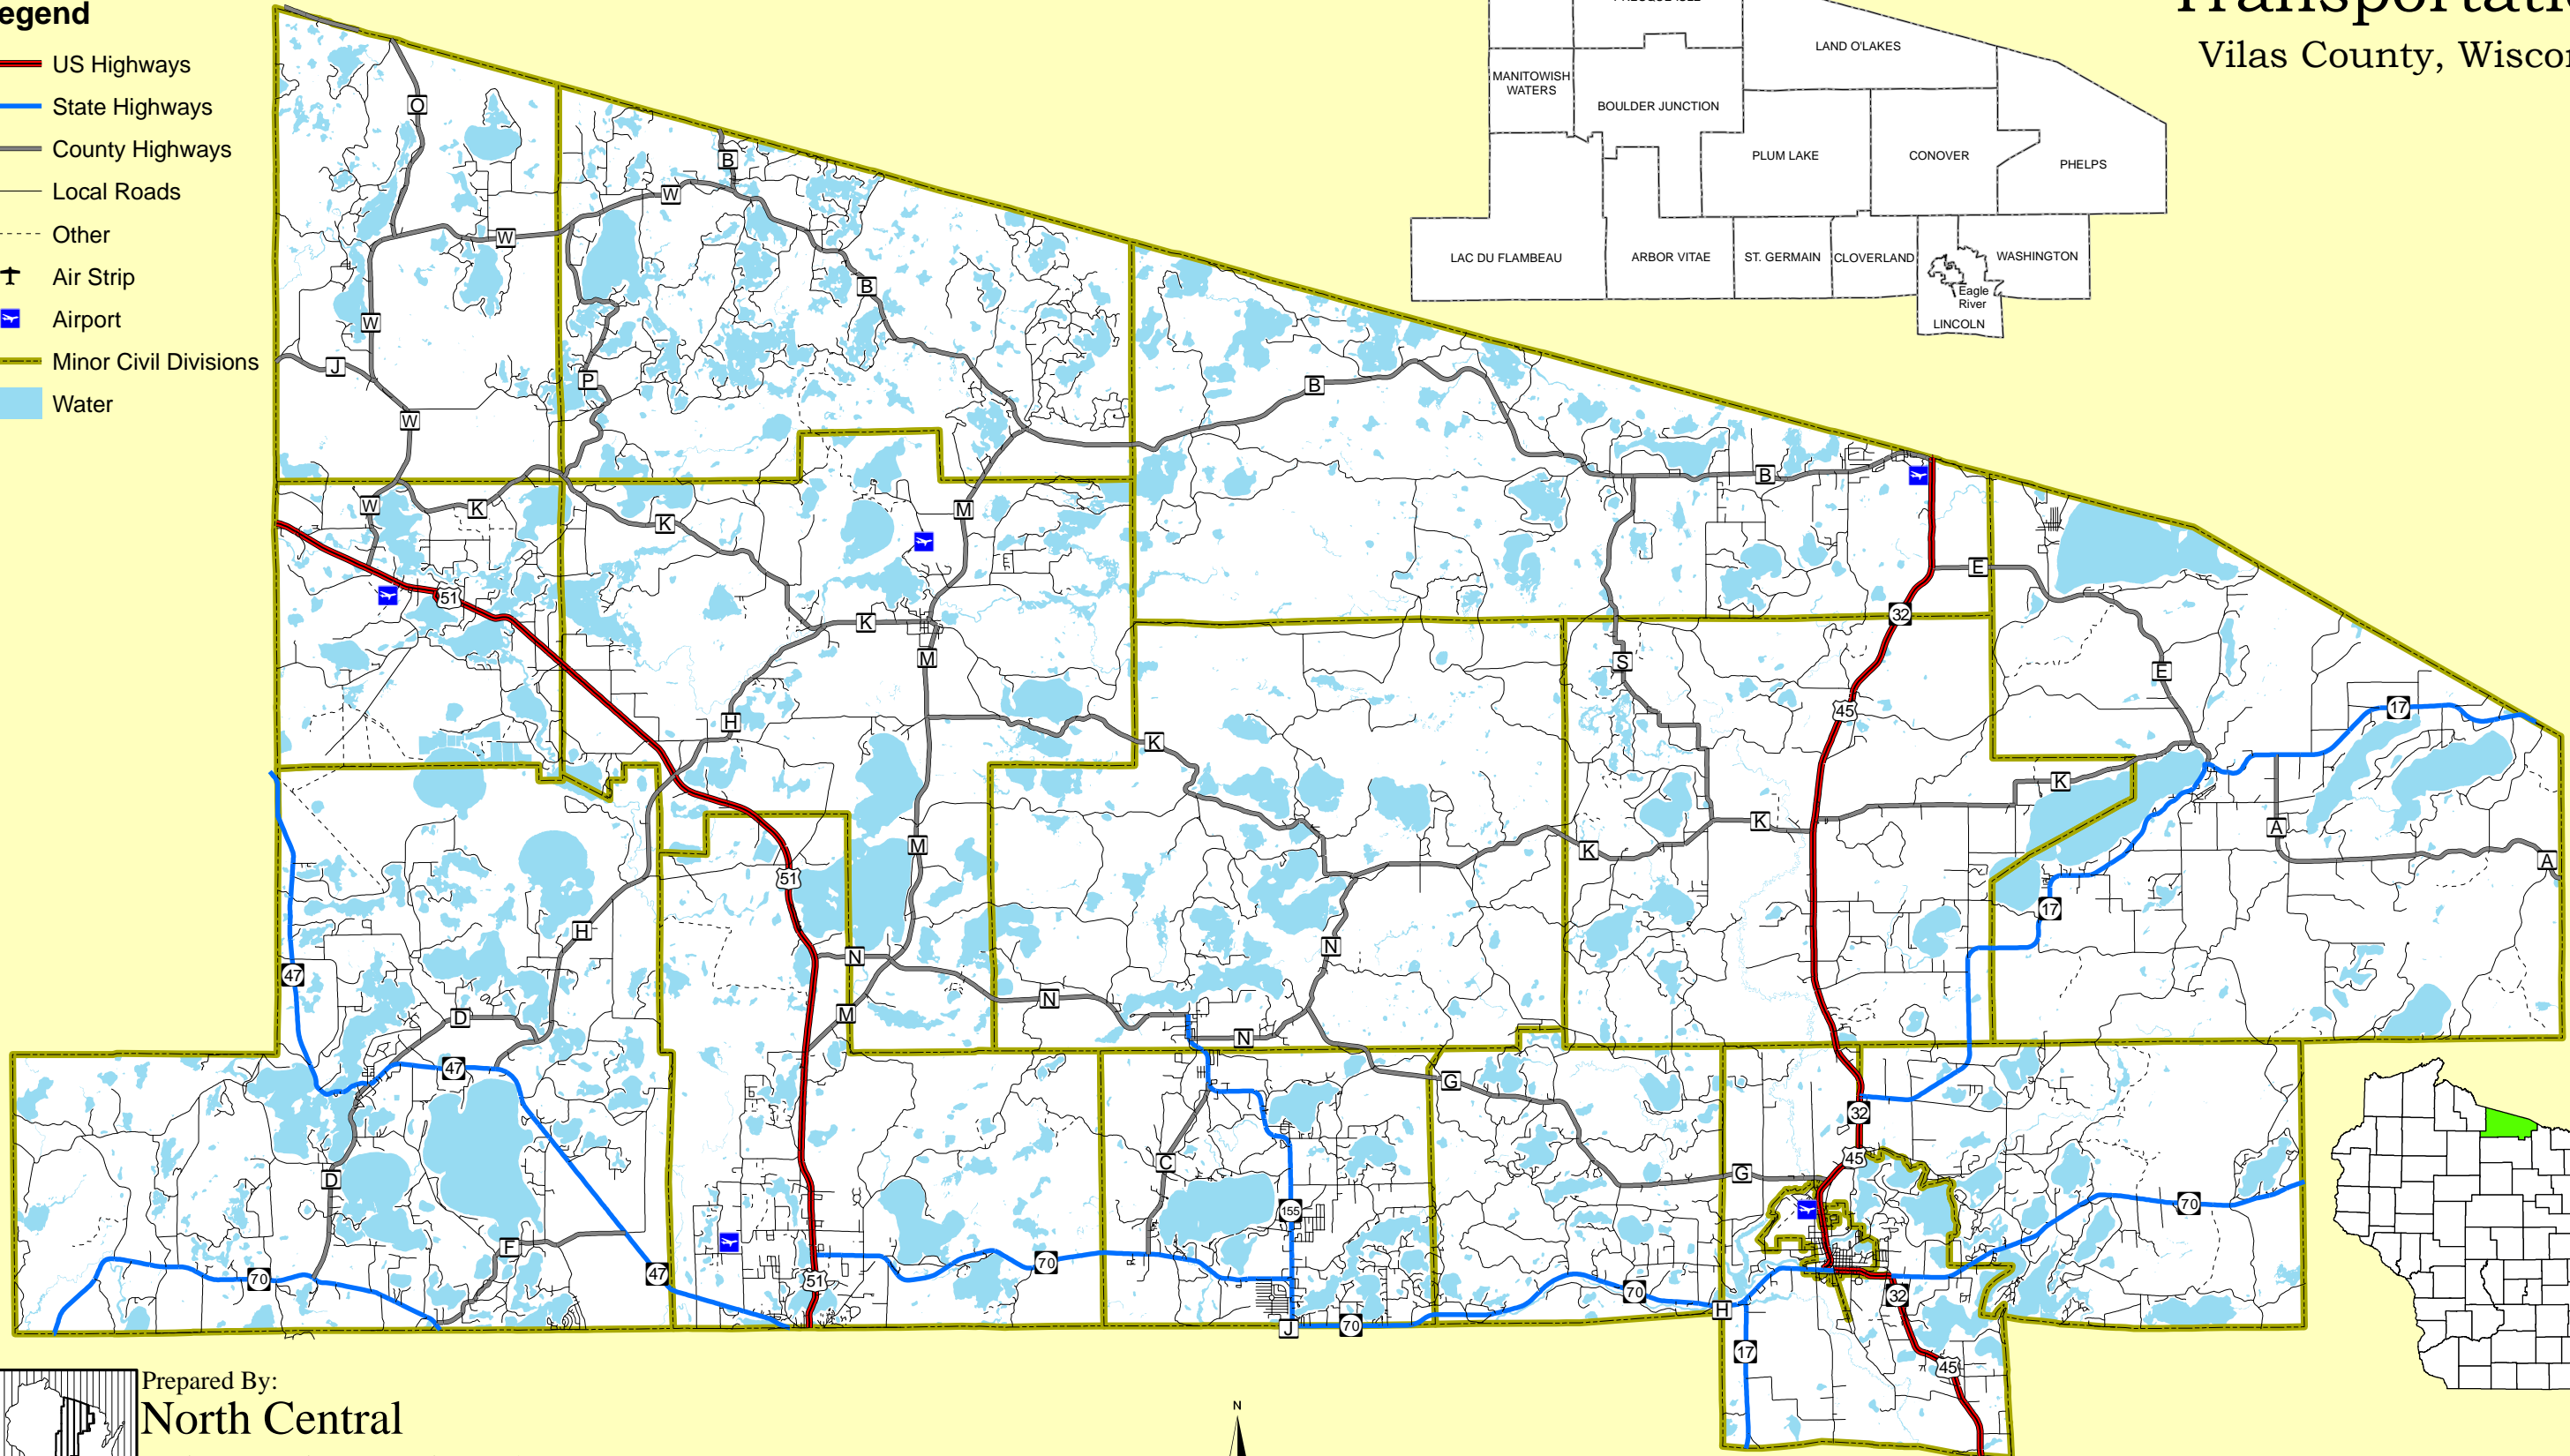 egend
US Highways
State Highways
County Highways
Local Roads
Other
Air Strip
Airport
Minor Civil Divisions
Water
Vilas County,
LAND O'LAKES
MANITOWISH
WATERS
BOULDER JUNCTION
PLUM LAKE
CONOVER
PHELPS
LAC DU FLAMBEAU
ARBOR VITAE
ST. GERMAIN
CLOVERLAND
WASHINGTON
Eagle
River
LINCOLN
O
B
W
W
B
W
J
P
B
W
B
W
K
K
M
51
E
K
32
M
S
E
H
45
17
K
K
M
K
K
A
A
51
H
N
N
17
47
N
M
D
N
47
G
32
C
45
D
G
155
70
F
70
47
70
51
70
32
H
J
70
17
45
Prepared By:
North Central
N